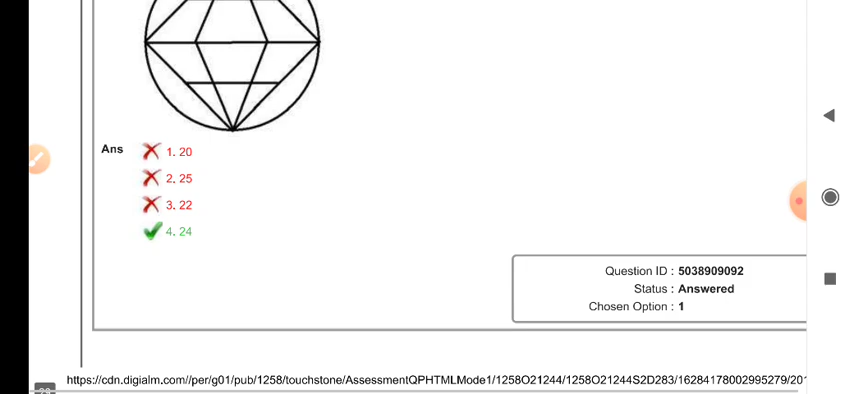 Ans
1. 20
2. 25
3. 22
4. 24
Question ID : 5038909092
Status : Answered
Chosen Option : 1
https://cdn.digialm.com//per/g01/pub/1258/touchstone/AssessmentQPHTMLMode1/1258O21244/1258O21244S2D283/16284178002995279/201